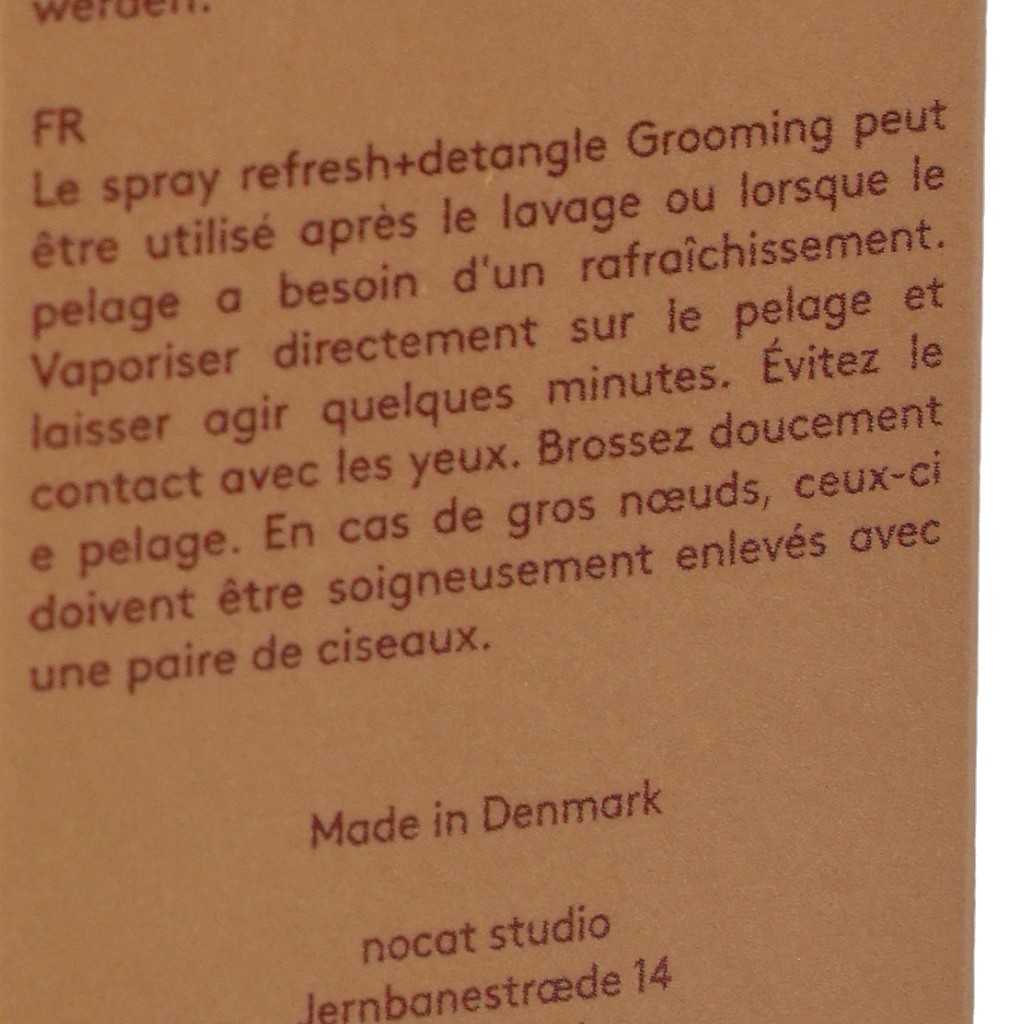 werden.
FR
Le spray refresh+detangle Grooming peut
être utilisé après le lavage ou lorsque le
pelage a besoin d'un rafraîchissement.
Vaporiser directement sur le pelage et
laisser agir quelques minutes. Évitez le
contact avec les yeux. Brossez doucement
e pelage. En cas de gros nœuds, ceux-ci
doivent être soigneusement enlevés avec
une paire de ciseaux.
Made in Denmark
nocat studio
Jernbanestræde 14